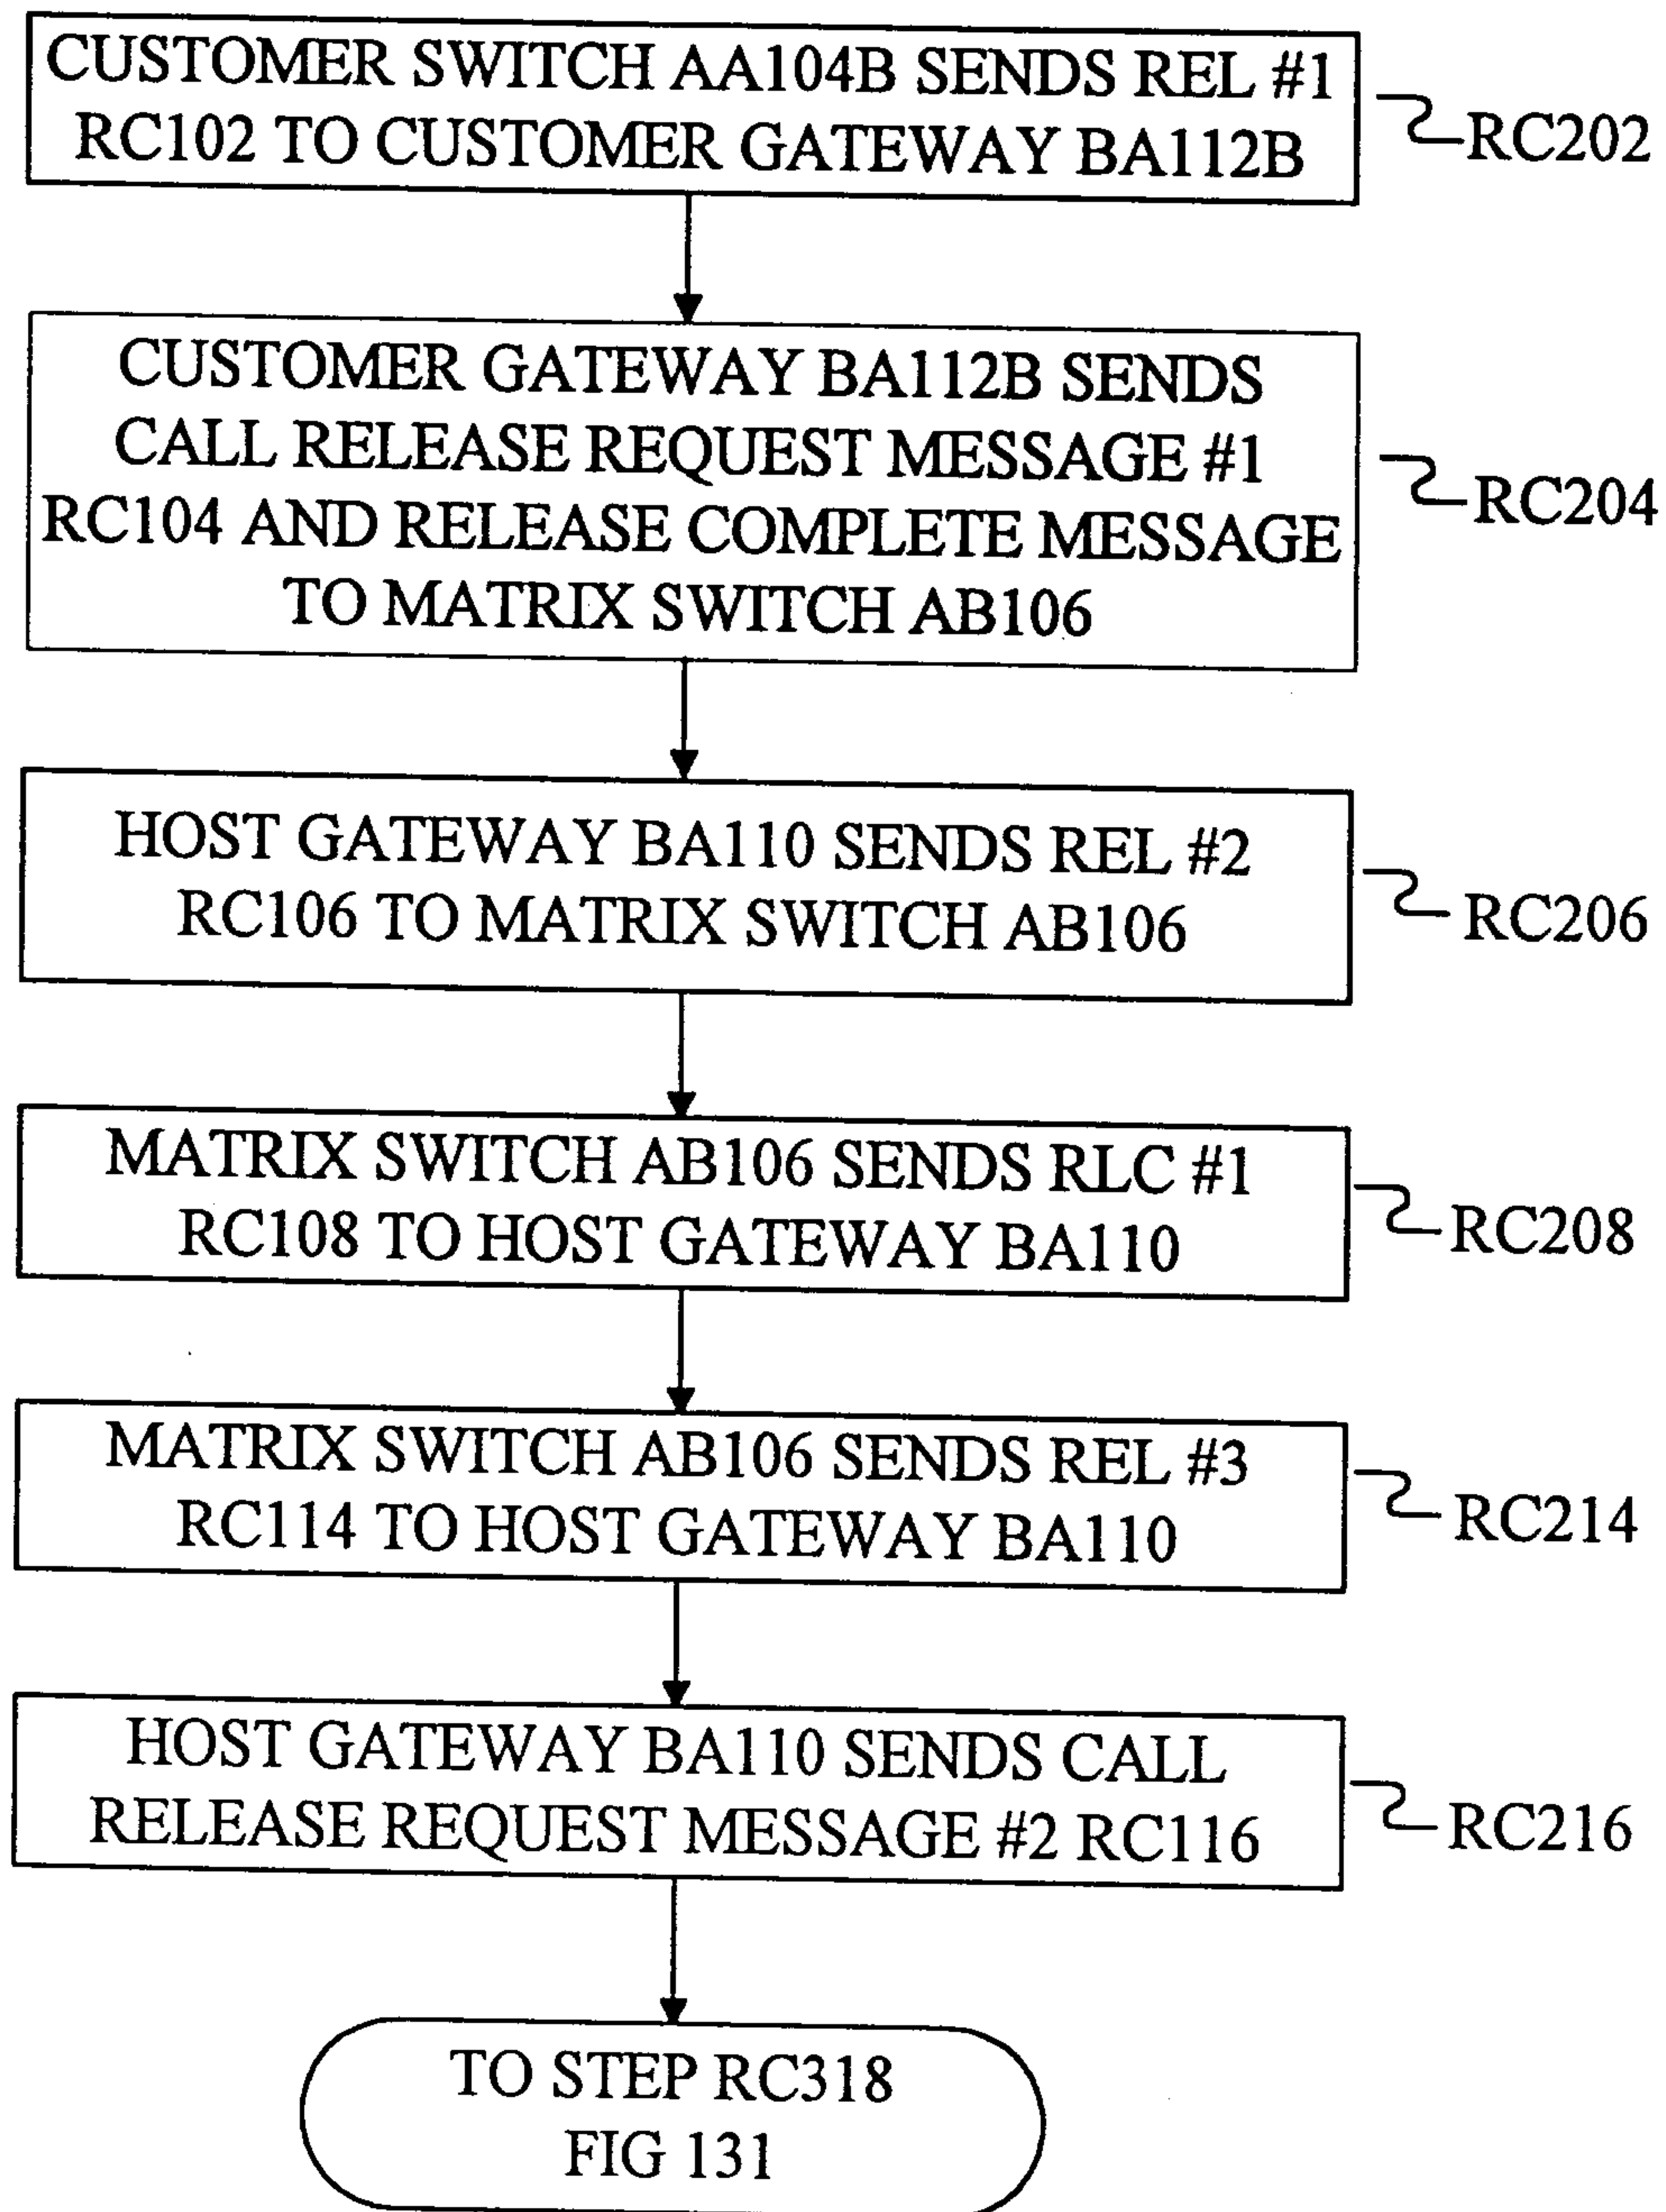 CUSTOMER SWITCH AA104B SENDS REL #1
RC102 TO CUSTOMER GATEWAY BA112B
RC202
CUSTOMER GATEWAY BA112B SENDS
CALL RELEASE REQUEST MESSAGE #1
RC104 AND RELEASE COMPLETE MESSAGE
TO MATRIX SWITCH AB106
RC204
HOST GATEWAY BA110 SENDS REL #2
RC106 TO MATRIX SWITCH AB106
RC206
MATRIX SWITCH AB106 SENDS RLC #1
RC108 TO HOST GATEWAY BA110
RC208
MATRIX SWITCH AB106 SENDS REL #3
RC114 TO HOST GATEWAY BA110
RC214
HOST GATEWAY BA110 SENDS CALL
RELEASE REQUEST MESSAGE #2 RC116
RC216
TO STEP RC318
FIG 131